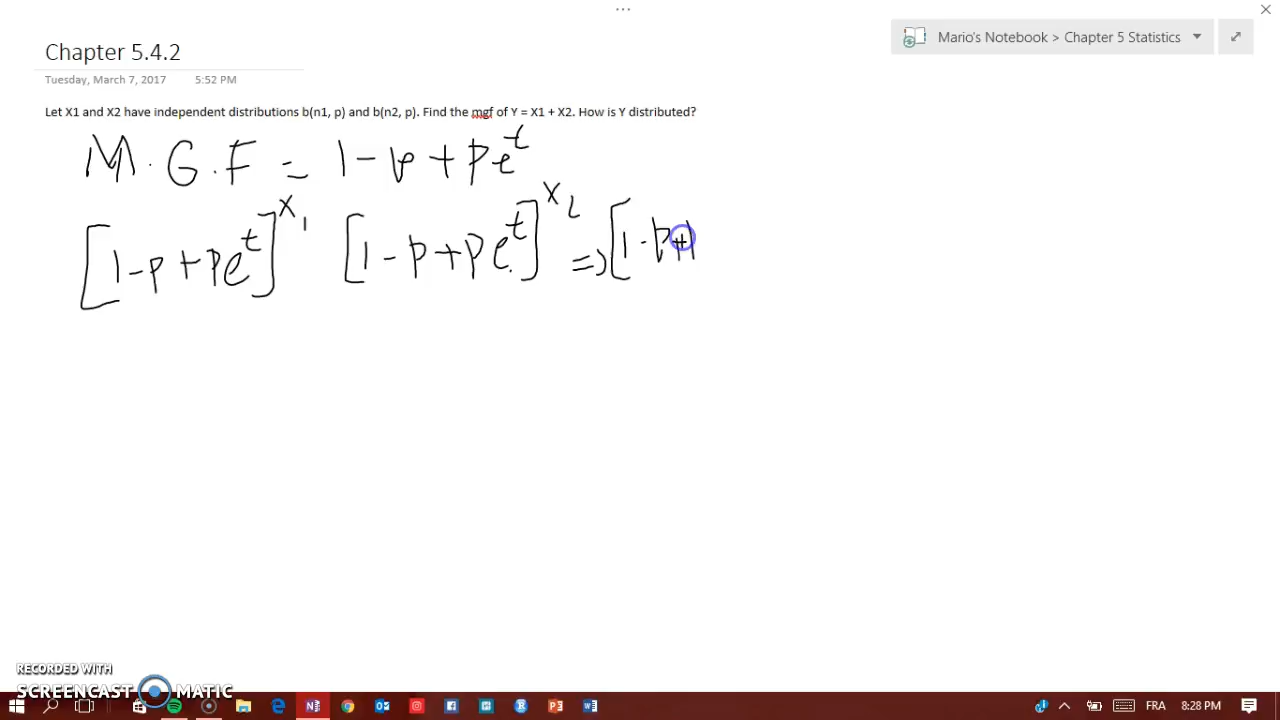 Mario's Notebook > Chapter 5 Statistics
Chapter 5.4.2
Tuesday, March 7, 2017 5:52 PM
Let X1 and X2 have independent distributions b(n1, p) and b(n2, p). Find the mgf of Y = X1 + X2. How is Y distributed?
M.G.F = 1 - p + pe^t
[1-p+pe^t]^x1 [1-p+pe^t]^x2 => [1-p+
RECORDED WITH
SCREENCAST MATIC
FRA 8:28 PM